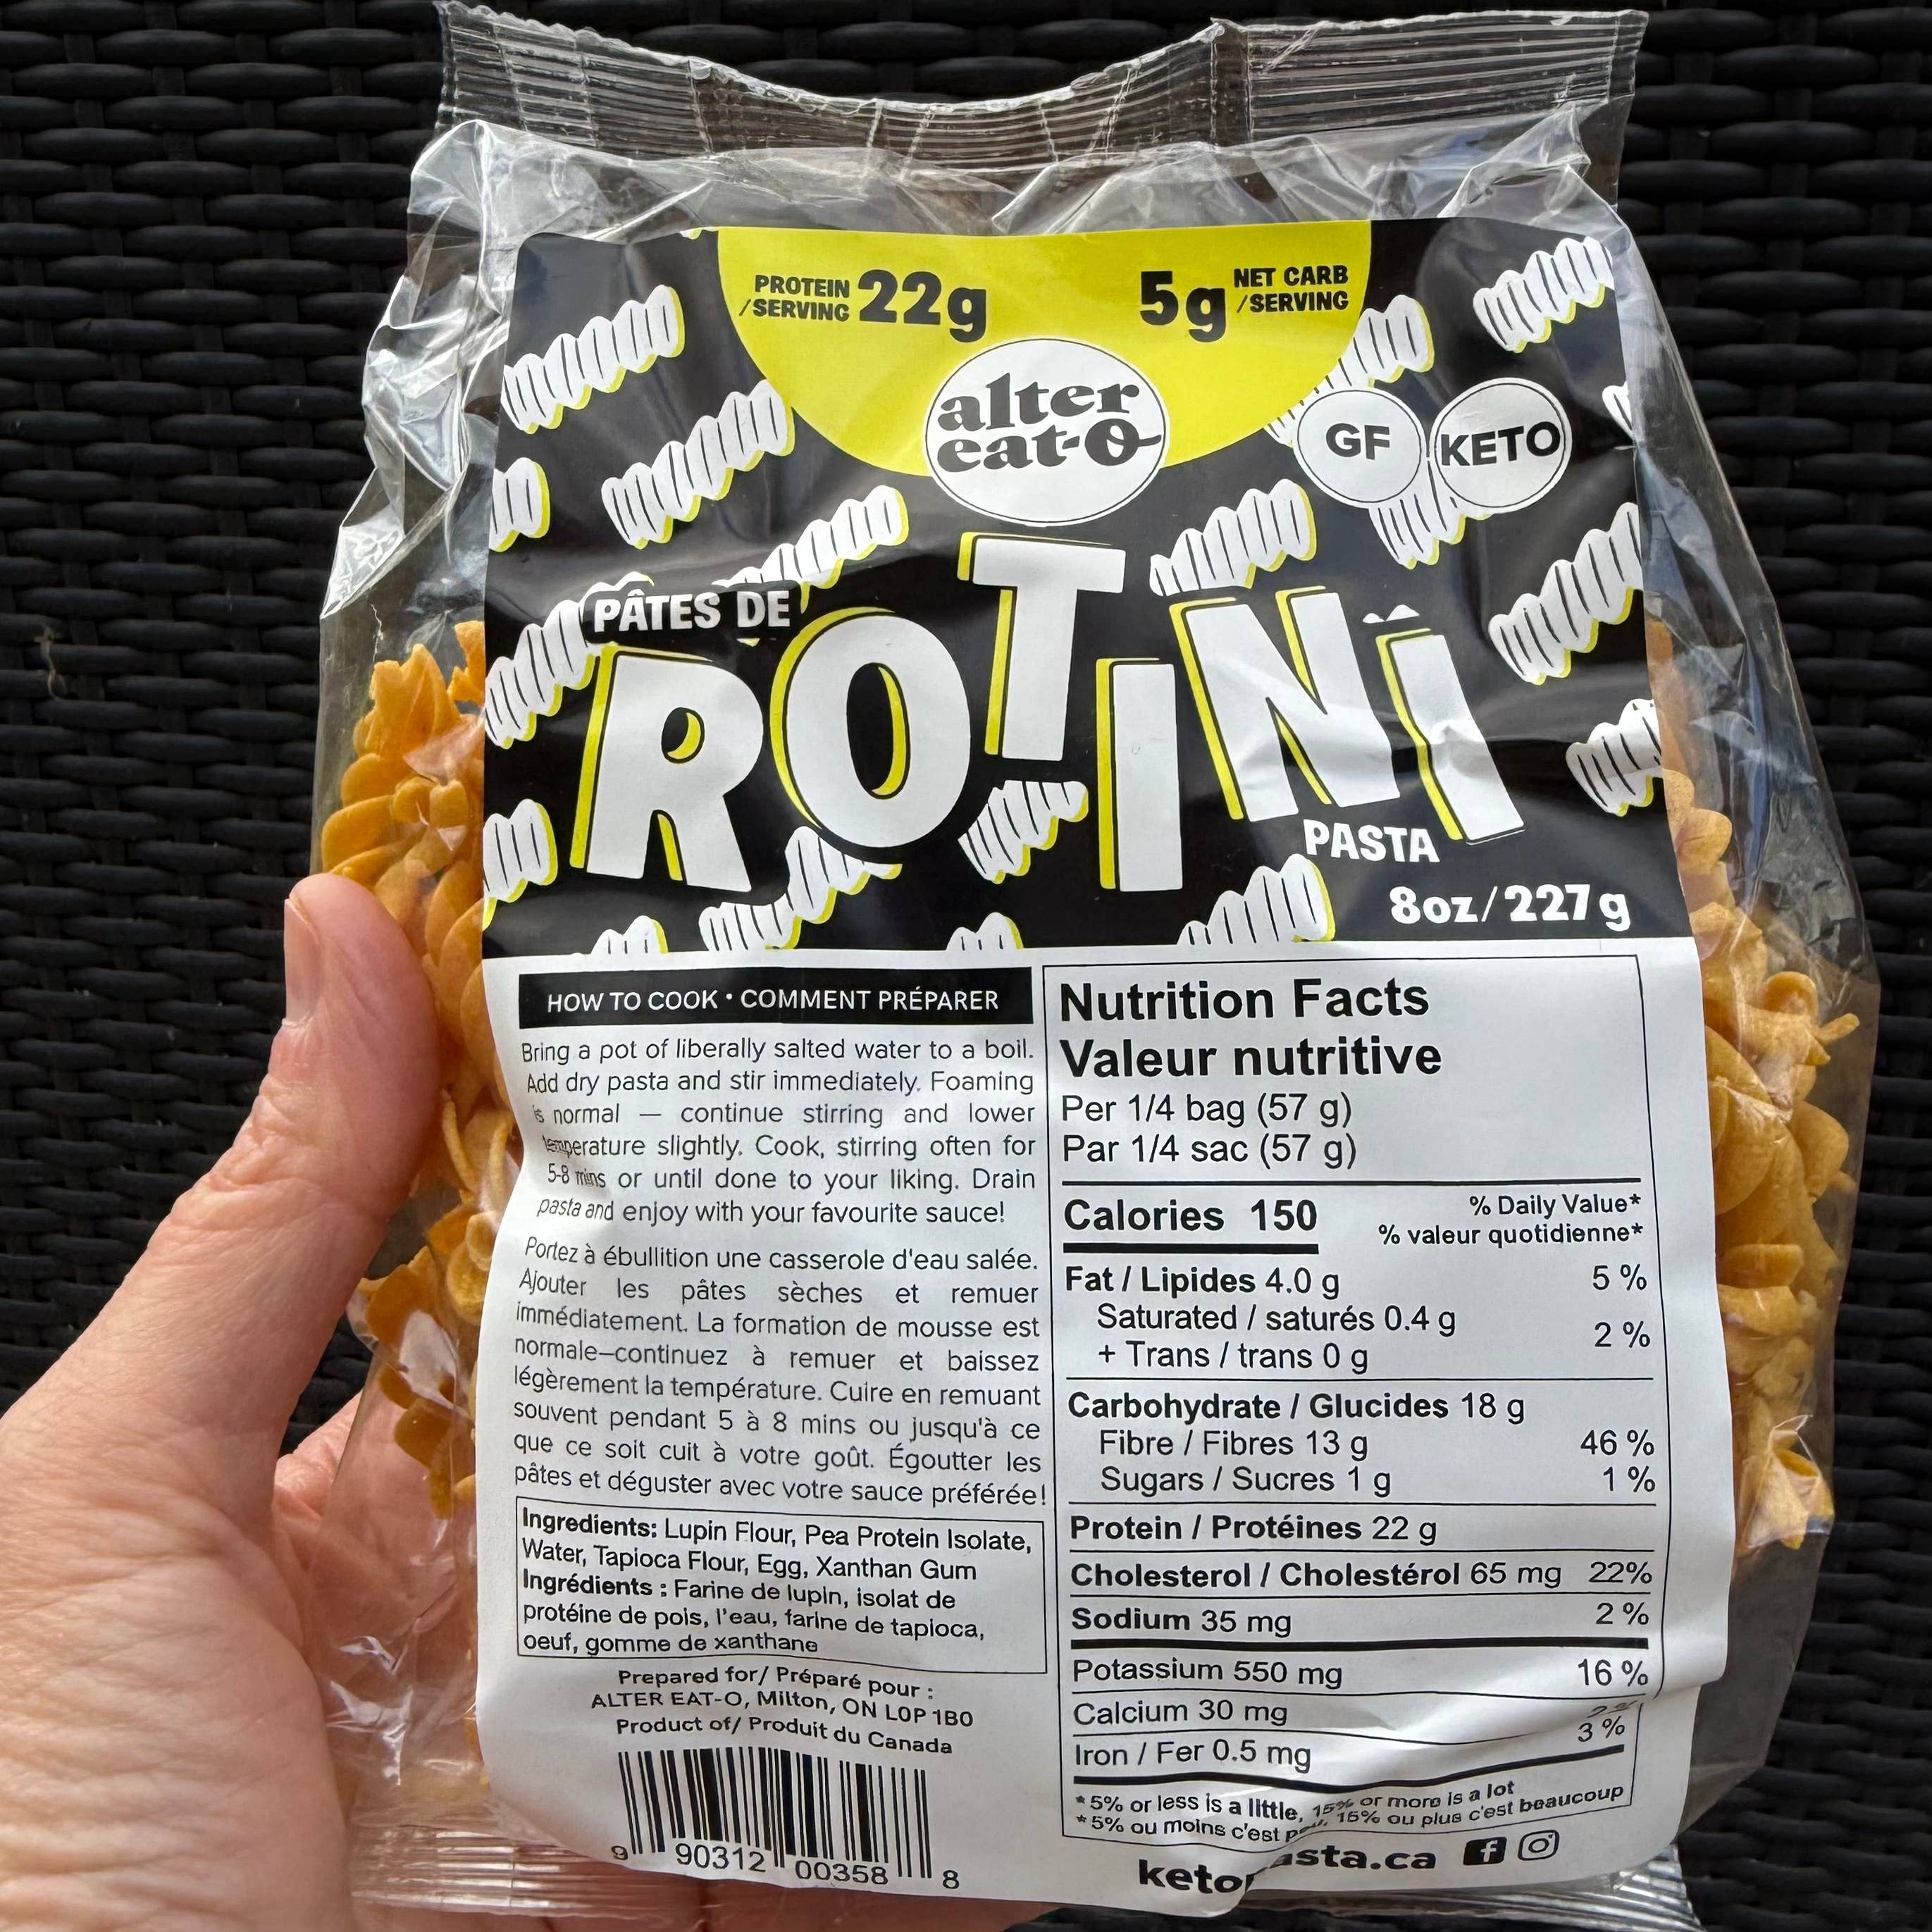 PROTEIN
/SERVING 22g
5g NET CARB
/SERVING
alter
eat-O
GF KETO
PÂTES DE
ROTINI
PASTA
8oz/227g
HOW TO COOK • COMMENT PRÉPARER
Bring a pot of liberally salted water to a boil.
Add dry pasta and stir immediately. Foaming
is normal — continue stirring and lower
temperature slightly. Cook, stirring often for
5-8 mins or until done to your liking. Drain
pasta and enjoy with your favourite sauce!
Portez à ébullition une casserole d'eau salée.
Ajouter les pâtes sèches et remuer
immédiatement. La formation de mousse est
normale—continuez à remuer et baissez
légèrement la température. Cuire en remuant
souvent pendant 5 à 8 mins ou jusqu'à ce
que ce soit cuit à votre goût. Égoutter les
pâtes et déguster avec votre sauce préférée!
Ingredients: Lupin Flour, Pea Protein Isolate,
Water, Tapioca Flour, Egg, Xanthan Gum
Ingrédients : Farine de lupin, isolat de
protéine de pois, l'eau, farine de tapioca,
oeuf, gomme de xanthane
Prepared for/ Préparé pour :
ALTER EAT-O, Milton, ON L0P 1B0
Product of/ Produit du Canada
9 90312 00358 8
Nutrition Facts
Valeur nutritive
Per 1/4 bag (57 g)
Par 1/4 sac (57 g)
Calories 150
% Daily Value*
% valeur quotidienne*
Fat / Lipides 4.0 g 5 %
Saturated / saturés 0.4 g
+ Trans / trans 0 g 2 %
Carbohydrate / Glucides 18 g
Fibre / Fibres 13 g 46 %
Sugars / Sucres 1 g 1 %
Protein / Protéines 22 g
Cholesterol / Cholestérol 65 mg 22%
Sodium 35 mg 2 %
Potassium 550 mg 16 %
Calcium 30 mg
Iron / Fer 0.5 mg 3 %
*5% or less is a little, 15% or more is a lot
*5% ou moins c'est peu, 15% ou plus c'est beaucoup